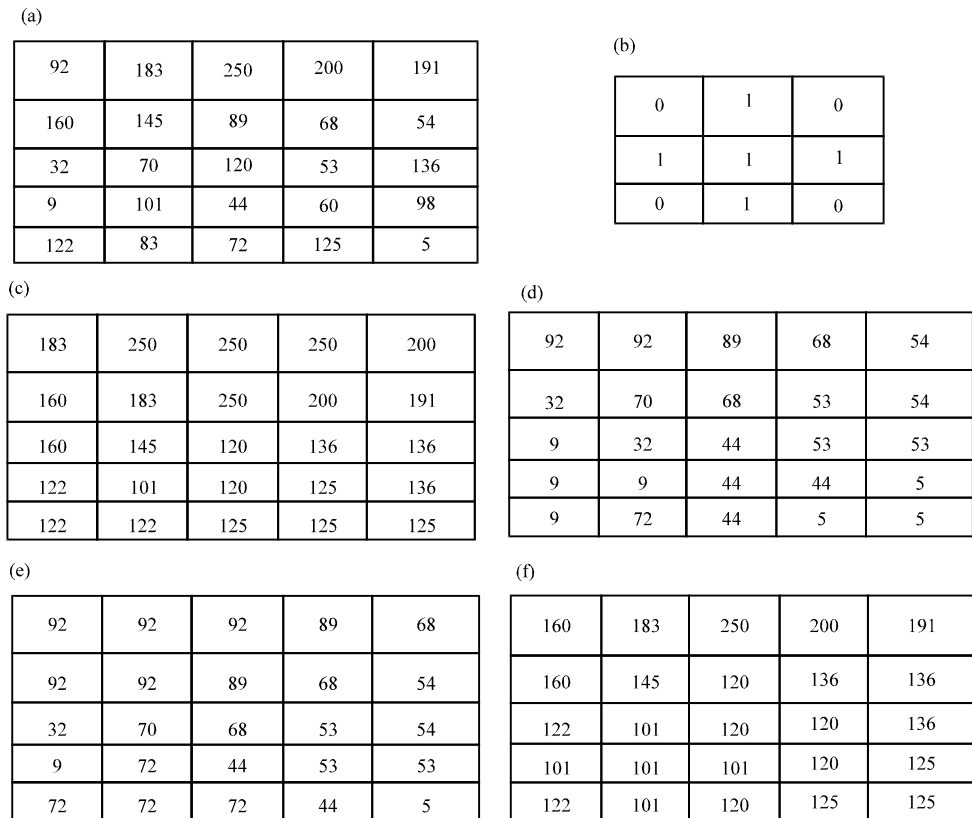 (a)
92 183 250 200 191
160 145 89 68 54
32 70 120 53 136
9 101 44 60 98
122 83 72 125 5
(b)
0 1 0
1 1 1
0 1 0
(c)
183 250 250 250 200
160 183 250 200 191
160 145 120 136 136
122 101 120 125 136
122 122 125 125 125
(d)
92 92 89 68 54
32 70 68 53 54
9 32 44 53 53
9 9 44 44 5
9 72 44 5 5
(e)
92 92 92 89 68
92 92 89 68 54
32 70 68 53 54
9 72 44 53 53
72 72 72 44 5
(f)
160 183 250 200 191
160 145 120 136 136
122 101 120 120 136
101 101 101 120 125
122 101 120 125 125